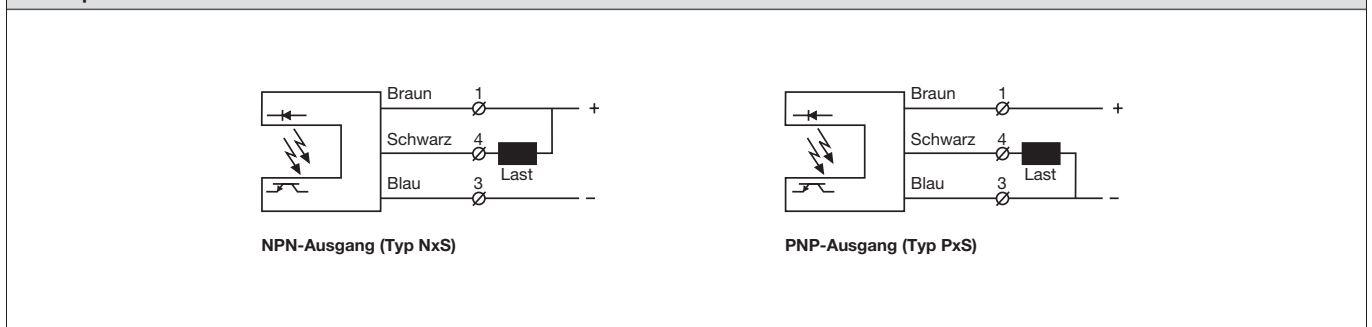 Braun 1
+
Schwarz 4
Last
Blau 3
–
NPN-Ausgang (Typ NxS)
Braun 1
+
Schwarz 4
Last
Blau 3
–
PNP-Ausgang (Typ PxS)